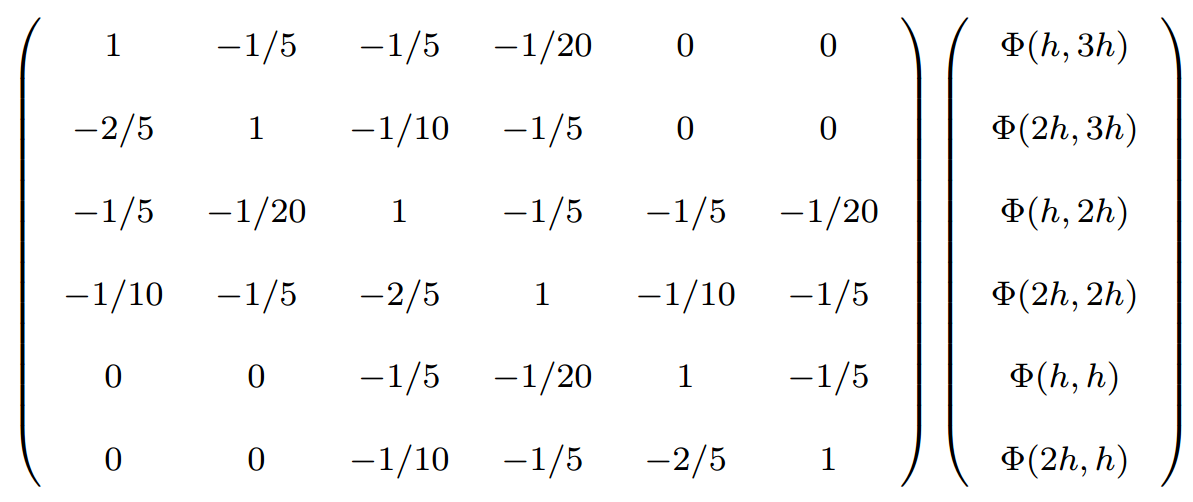 1 −1/5 −1/5 −1/20 0 0 Φ(h, 3h)
−2/5 1 −1/10 −1/5 0 0 Φ(2h, 3h)
−1/5 −1/20 1 −1/5 −1/5 −1/20 Φ(h, 2h)
−1/10 −1/5 −2/5 1 −1/10 −1/5 Φ(2h, 2h)
0 0 −1/5 −1/20 1 −1/5 Φ(h, h)
0 0 −1/10 −1/5 −2/5 1 Φ(2h, h)